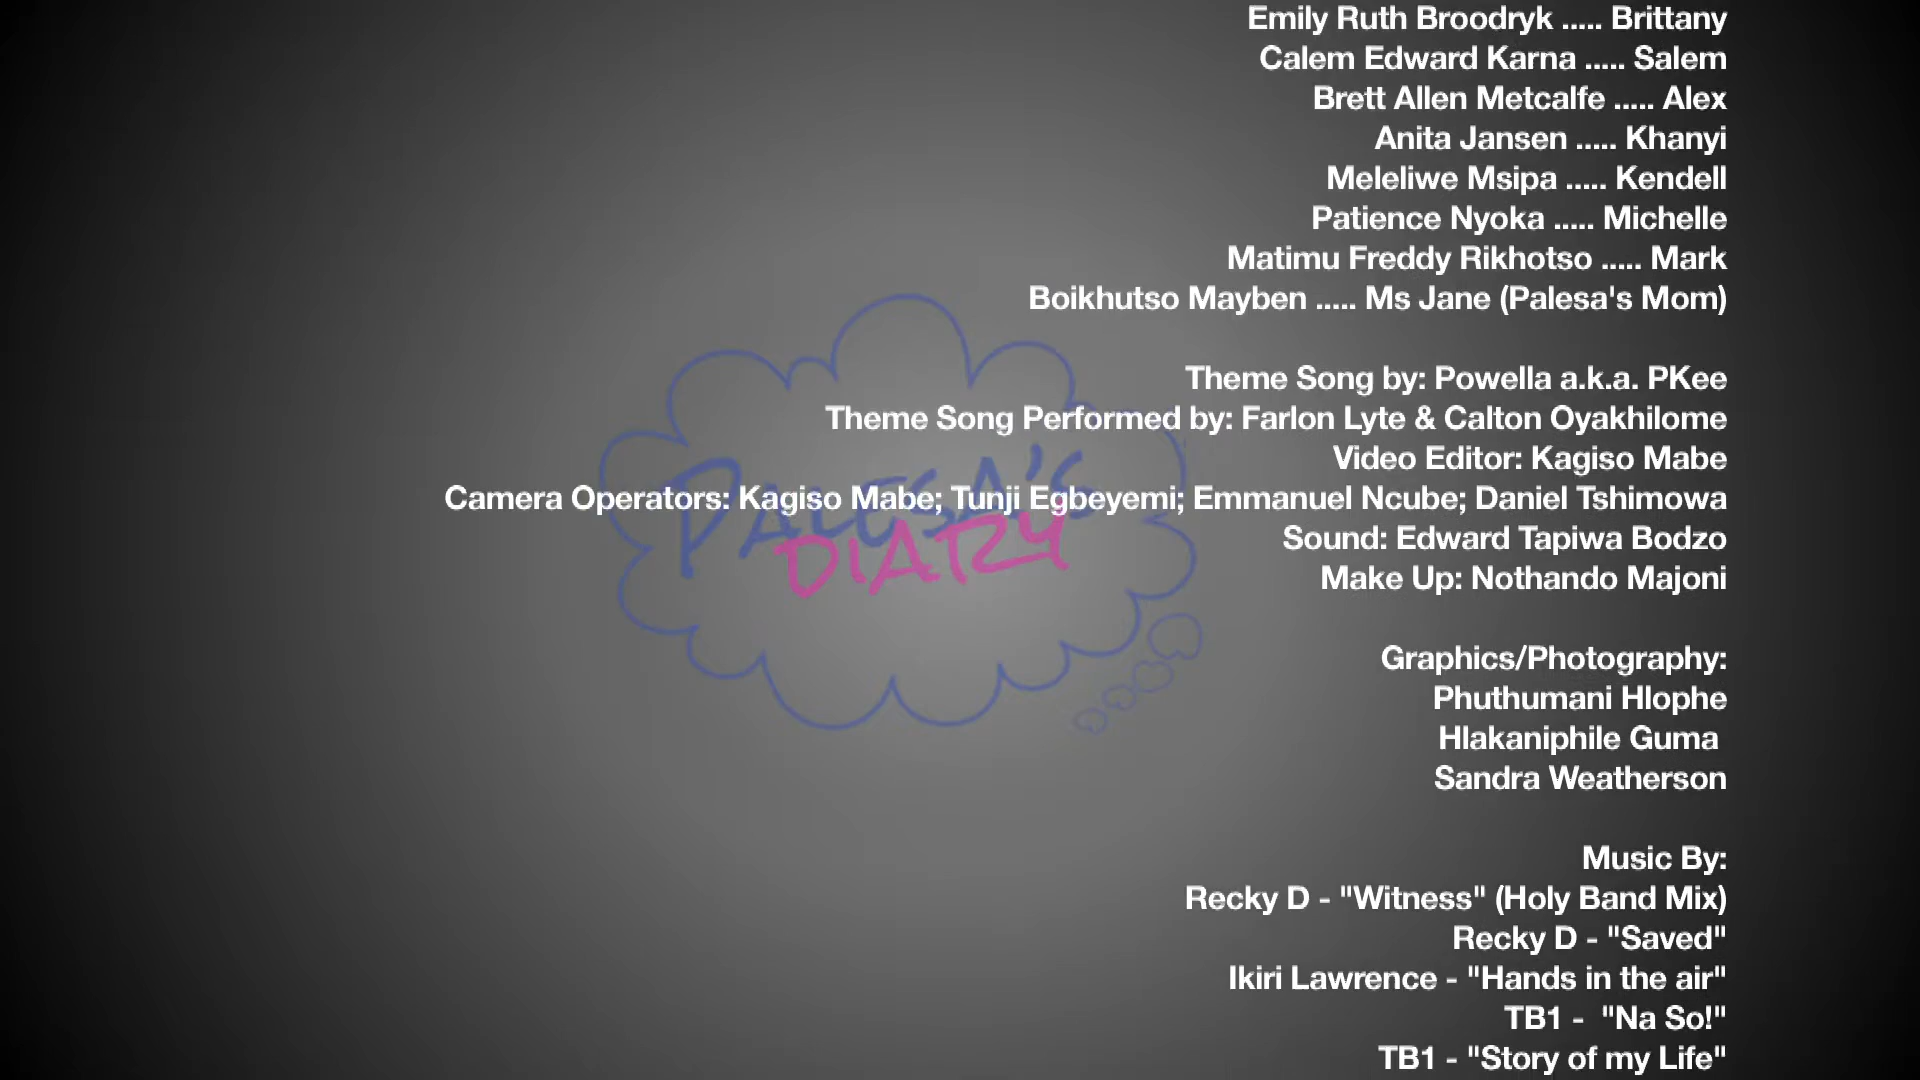 Emily Ruth Broodryk ..... Brittany
Calem Edward Karna ..... Salem
Brett Allen Metcalfe ..... Alex
Anita Jansen ..... Khanyi
Meleliwe Msipa ..... Kendell
Patience Nyoka ..... Michelle
Matimu Freddy Rikhotso ..... Mark
Boikhutso Mayben ..... Ms Jane (Palesa's Mom)
Theme Song by: Powella a.k.a. PKee
Theme Song Performed by: Farlon Lyte & Calton Oyakhilome
Video Editor: Kagiso Mabe
Camera Operators: Kagiso Mabe; Tunji Egbeyemi; Emmanuel Ncube; Daniel Tshimowa
Sound: Edward Tapiwa Bodzo
Make Up: Nothando Majoni
Graphics/Photography:
Phuthumani Hlophe
Hlakaniphile Guma
Sandra Weatherson
Music By:
Recky D - "Witness" (Holy Band Mix)
Recky D - "Saved"
Ikiri Lawrence - "Hands in the air"
TB1 -  "Na So!"
TB1 - "Story of my Life"
PALESA'S
DIARY